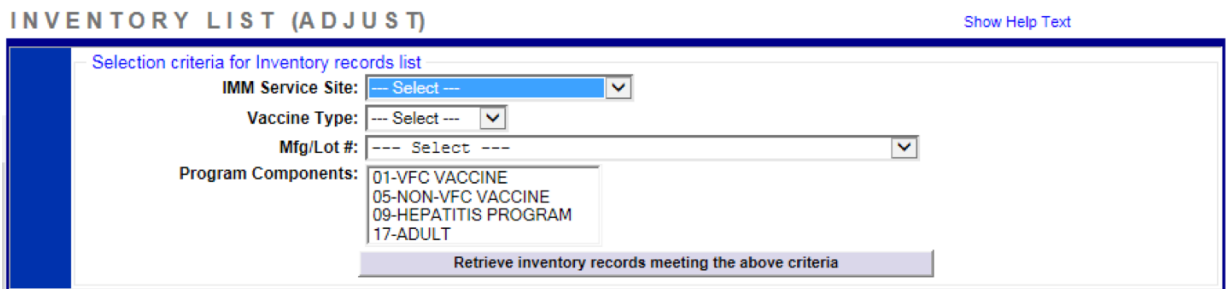 INVENTORY LIST (ADJUST)
Show Help Text
Selection criteria for Inventory records list
IMM Service Site: --- Select ---
Vaccine Type: --- Select ---
Mfg/Lot #: --- Select ---
Program Components: 01-VFC VACCINE
05-NON-VFC VACCINE
09-HEPATITIS PROGRAM
17-ADULT
Retrieve inventory records meeting the above criteria